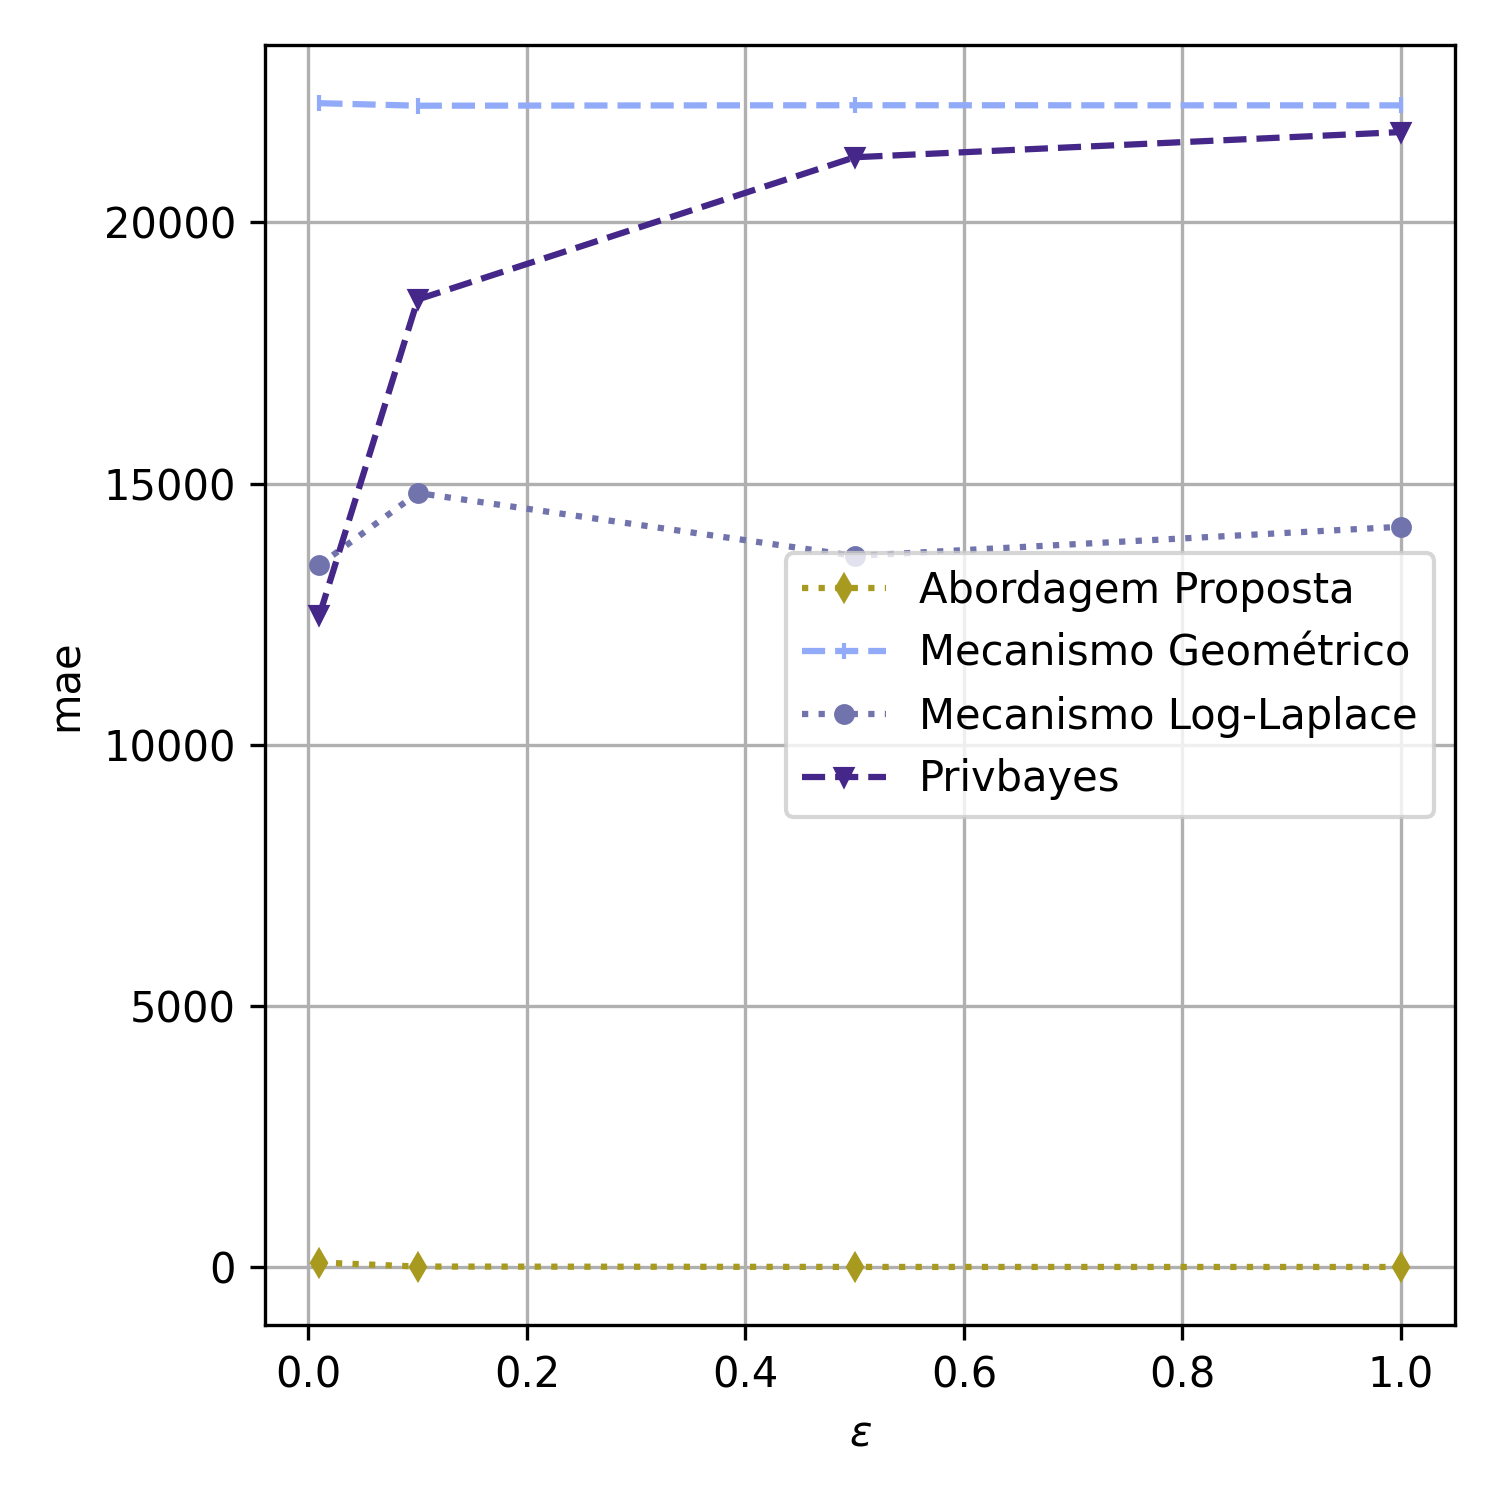 20000
15000
10000
5000
0
mae
Abordagem Proposta
Mecanismo Geométrico
Mecanismo Log-Laplace
Privbayes
0.0 0.2 0.4 0.6 0.8 1.0
ε